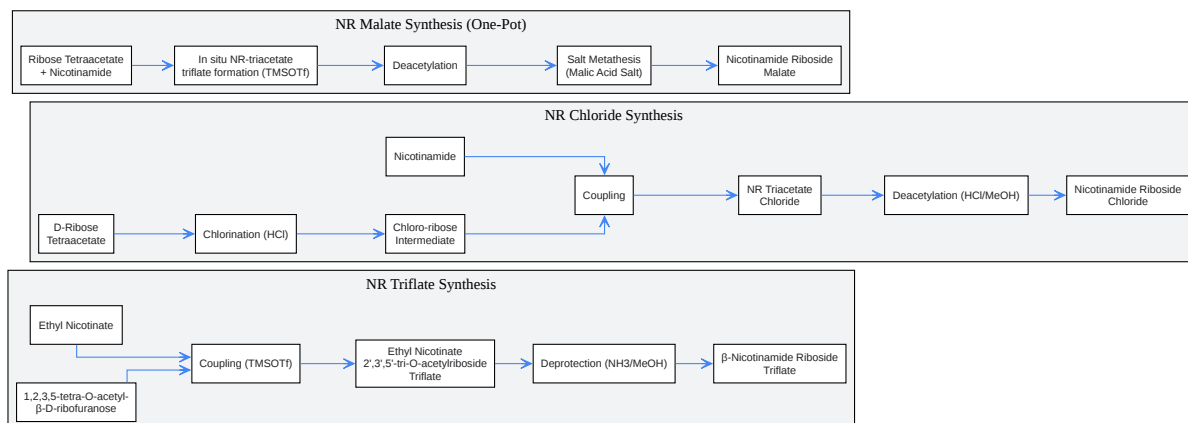 NR Malate Synthesis (One-Pot)
Ribose Tetraacetate
+ Nicotinamide
In situ NR-triacetate
triflate formation (TMSOTf)
Deacetylation
Salt Metathesis
(Malic Acid Salt)
Nicotinamide Riboside
Malate
NR Chloride Synthesis
Nicotinamide
D-Ribose
Tetraacetate
Chlorination (HCl)
Chloro-ribose
Intermediate
Coupling
NR Triacetate
Chloride
Deacetylation (HCl/MeOH)
Nicotinamide Riboside
Chloride
NR Triflate Synthesis
Ethyl Nicotinate
1,2,3,5-tetra-O-acetyl-
β-D-ribofuranose
Coupling (TMSOTf)
Ethyl Nicotinate
2',3',5'-tri-O-acetylriboside
Triflate
Deprotection (NH3/MeOH)
β-Nicotinamide Riboside
Triflate